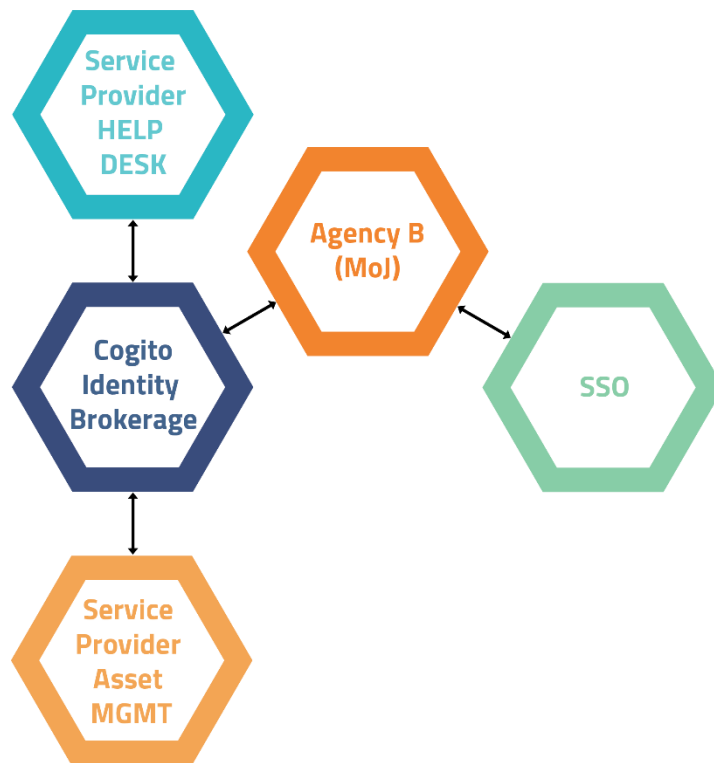 Service
Provider
HELP
DESK
Agency B
(MoJ)
Cogito
Identity
Brokerage
SSO
Service
Provider
Asset
MGMT